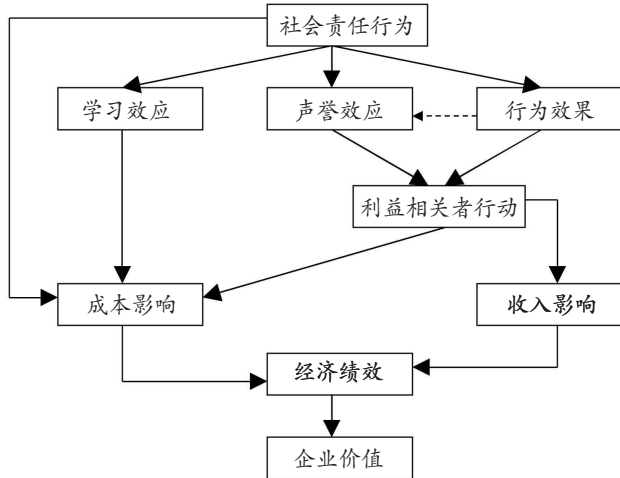 社会责任行为
学习效应
声誉效应
行为效果
利益相关者行动
成本影响
收入影响
经济绩效
企业价值